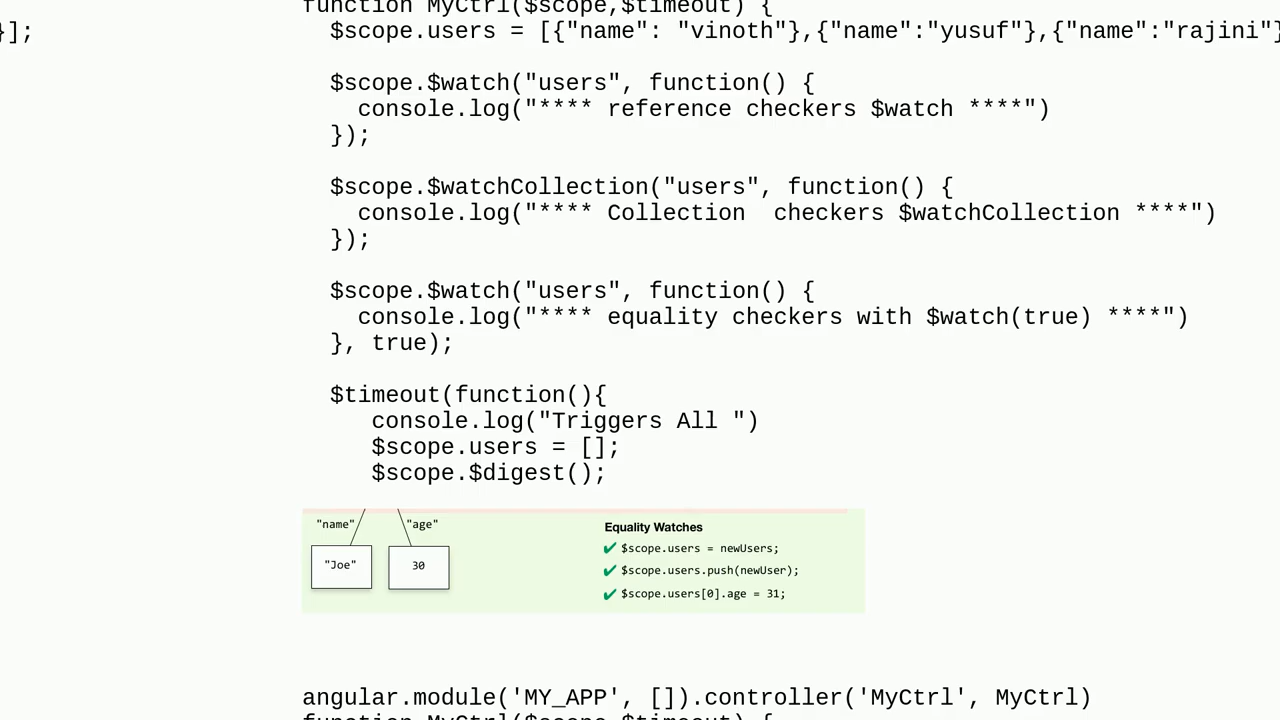 function MyCtrl($scope,$timeout) {
}];
$scope.users = [{"name": "vinoth"},{"name":"yusuf"},{"name":"rajini"}
$scope.$watch("users", function() {
console.log("**** reference checkers $watch ****")
});
$scope.$watchCollection("users", function() {
console.log("**** Collection  checkers $watchCollection ****")
});
$scope.$watch("users", function() {
console.log("**** equality checkers with $watch(true) ****")
}, true);
$timeout(function(){
console.log("Triggers All ")
$scope.users = [];
$scope.$digest();
"name" "age"
"Joe" 30
Equality Watches
✔ $scope.users = newUsers;
✔ $scope.users.push(newUser);
✔ $scope.users[0].age = 31;
angular.module('MY_APP', []).controller('MyCtrl', MyCtrl)
function MyCtrl($scope,$timeout) {